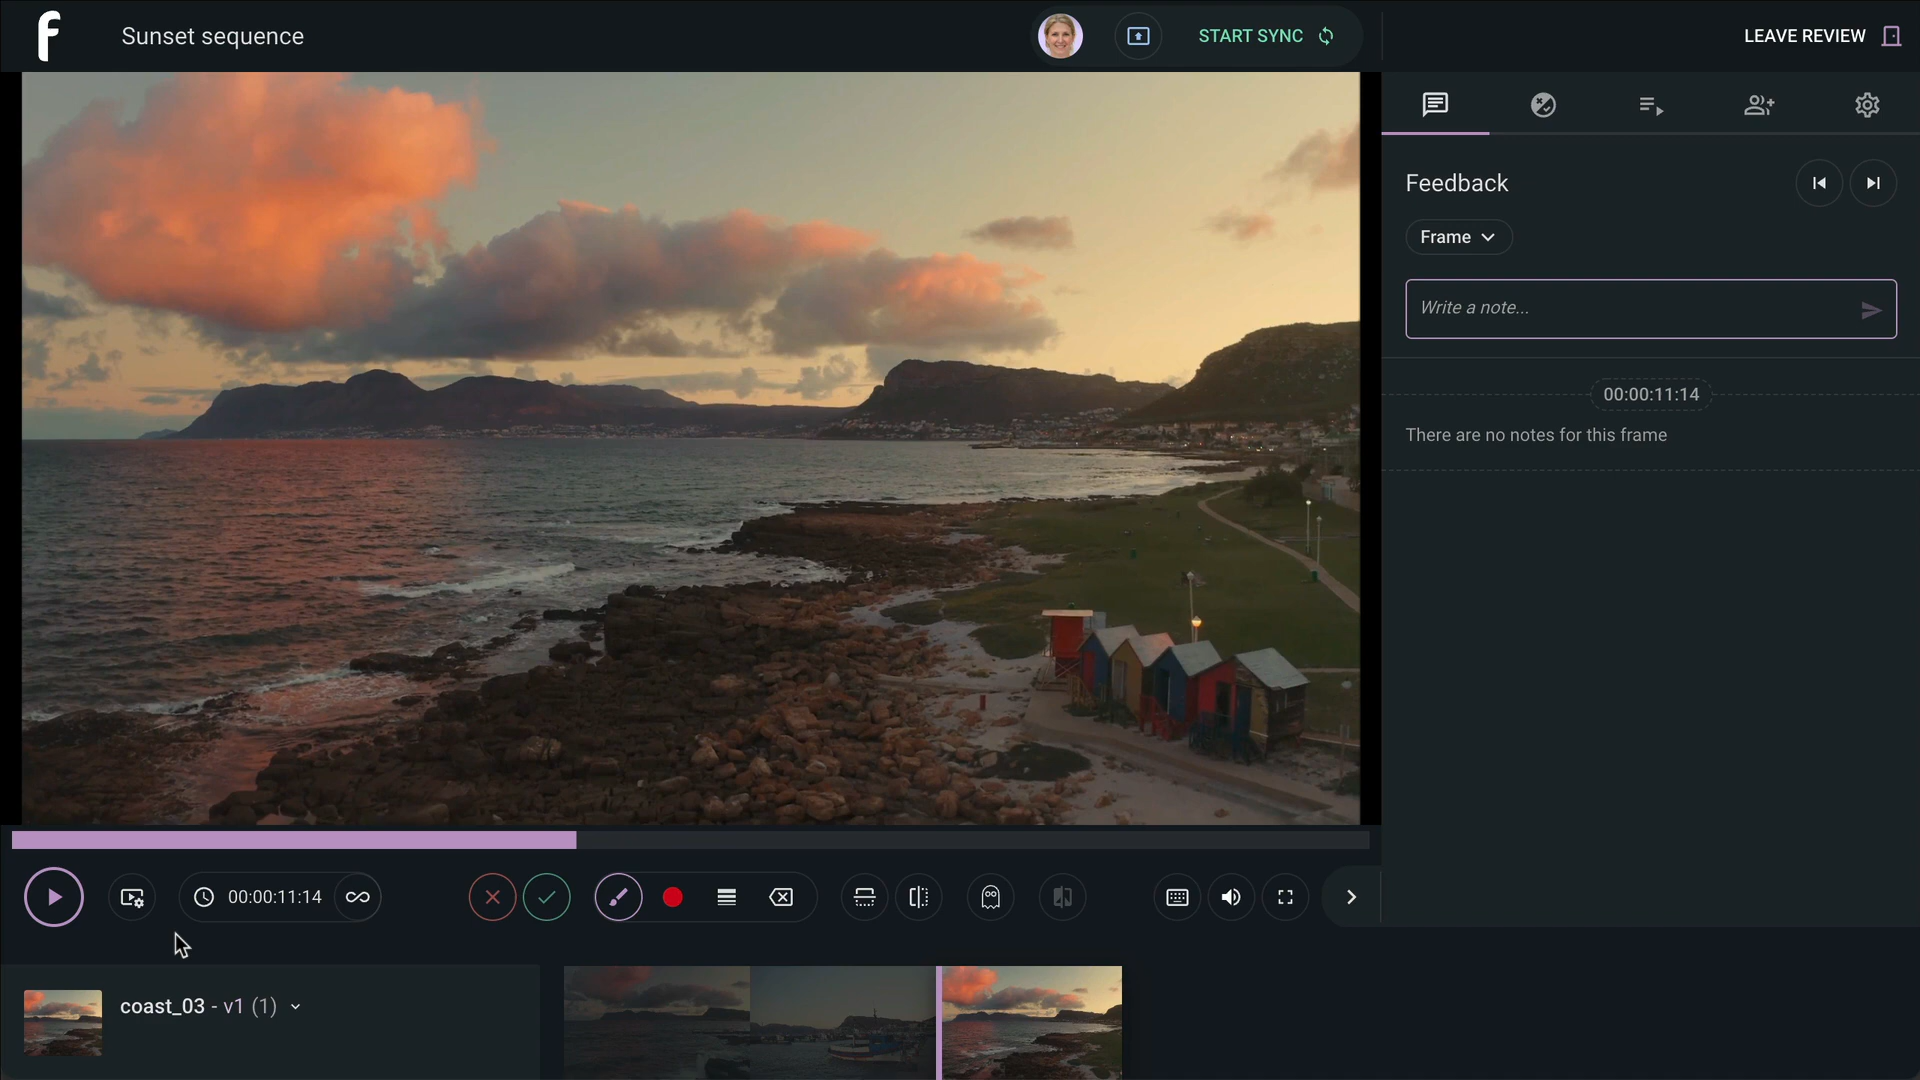 f
Sunset sequence
START SYNC
LEAVE REVIEW
Feedback
Frame
Write a note...
00:00:11:14
There are no notes for this frame
00:00:11:14
coast_03 - v1 (1)